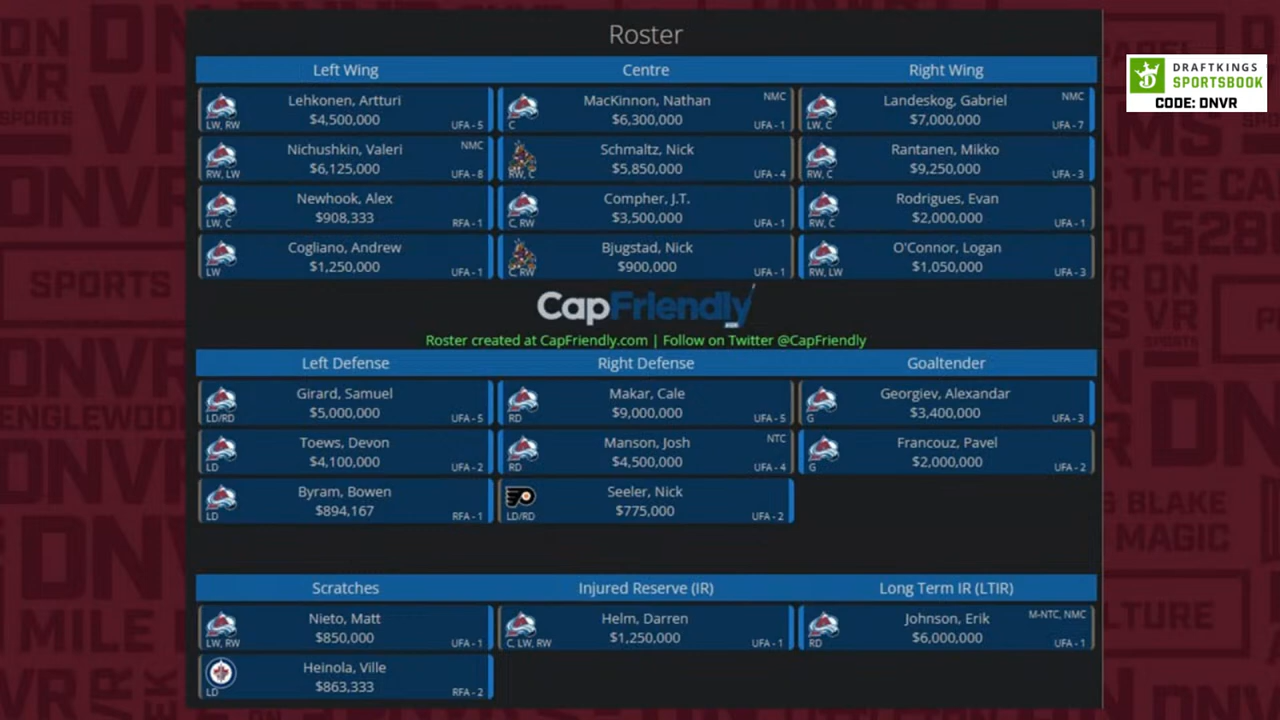 Roster
Left Wing Centre Right Wing
Lehkonen, Artturi
$4,500,000
LW, RW UFA - 5
MacKinnon, Nathan NMC
$6,300,000
C UFA - 1
Landeskog, Gabriel NMC
$7,000,000
LW, C UFA - 7
Nichushkin, Valeri NMC
$6,125,000
RW, LW UFA - 8
Schmaltz, Nick
$5,850,000
RW, C UFA - 4
Rantanen, Mikko
$9,250,000
RW, C UFA - 3
Newhook, Alex
$908,333
LW, C RFA - 1
Compher, J.T.
$3,500,000
C, RW UFA - 1
Rodrigues, Evan
$2,000,000
RW, C UFA - 1
Cogliano, Andrew
$1,250,000
LW UFA - 1
Bjugstad, Nick
$900,000
C, RW UFA - 1
O'Connor, Logan
$1,050,000
RW, LW UFA - 3
CapFriendly
Roster created at CapFriendly.com | Follow on Twitter @CapFriendly
Left Defense Right Defense Goaltender
Girard, Samuel
$5,000,000
LD/RD UFA - 5
Makar, Cale
$9,000,000
RD UFA - 5
Georgiev, Alexandar
$3,400,000
G UFA - 3
Toews, Devon
$4,100,000
LD UFA - 2
Manson, Josh NTC
$4,500,000
RD UFA - 4
Francouz, Pavel
$2,000,000
G UFA - 2
Byram, Bowen
$894,167
LD RFA - 1
Seeler, Nick
$775,000
LD/RD UFA - 2
Scratches Injured Reserve (IR) Long Term IR (LTIR)
Nieto, Matt
$850,000
LW, RW UFA - 1
Helm, Darren
$1,250,000
C, LW, RW UFA - 1
Johnson, Erik M-NTC, NMC
$6,000,000
RD UFA - 1
Heinola, Ville
$863,333
LD RFA - 2
DRAFTKINGS
SPORTSBOOK
CODE: DNVR
SPORTS
DNVR
5280
ENGLEWOOD
BLAKE
MAGIC
MILE